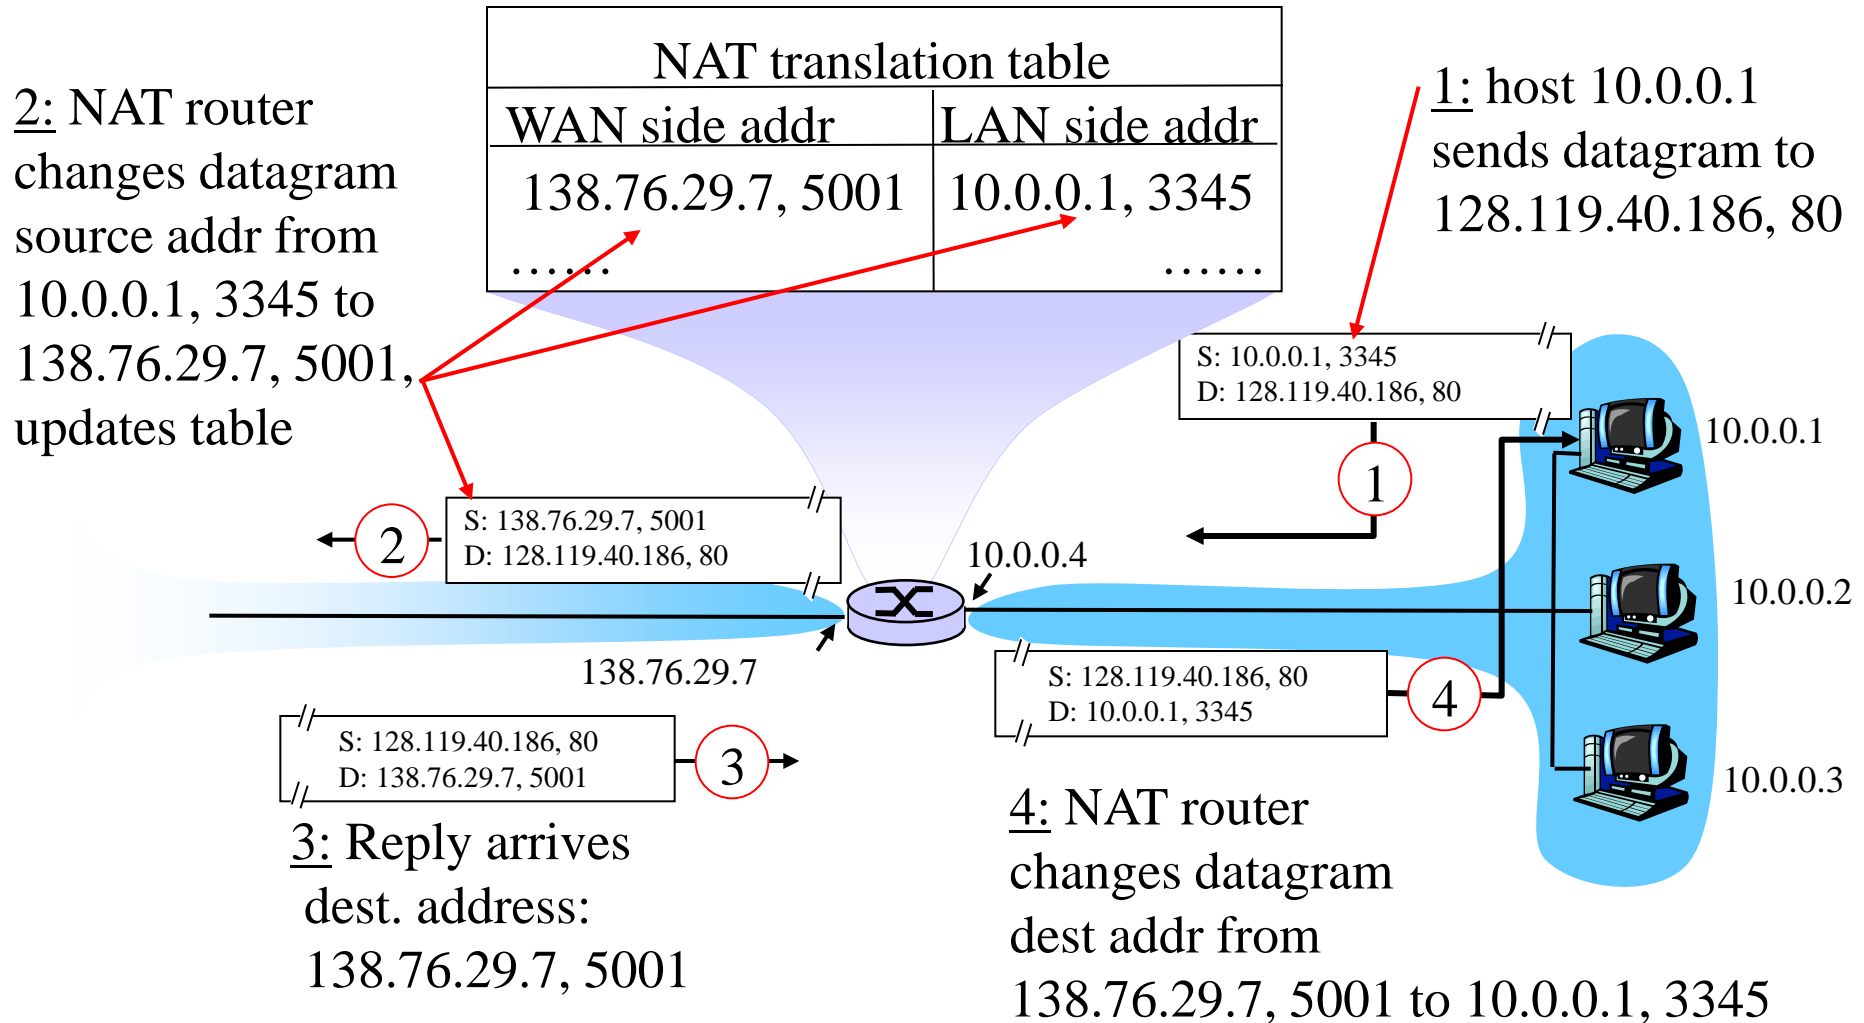 NAT translation table
WAN side addr LAN side addr
138.76.29.7, 5001 10.0.0.1, 3345
...... ......
2: NAT router
changes datagram
source addr from
10.0.0.1, 3345 to
138.76.29.7, 5001,
updates table
1: host 10.0.0.1
sends datagram to
128.119.40.186, 80
S: 10.0.0.1, 3345
D: 128.119.40.186, 80
1
10.0.0.1
S: 138.76.29.7, 5001
D: 128.119.40.186, 80
2
10.0.0.4
10.0.0.2
138.76.29.7
S: 128.119.40.186, 80
D: 10.0.0.1, 3345
4
S: 128.119.40.186, 80
D: 138.76.29.7, 5001
3
10.0.0.3
3: Reply arrives
dest. address:
138.76.29.7, 5001
4: NAT router
changes datagram
dest addr from
138.76.29.7, 5001 to 10.0.0.1, 3345